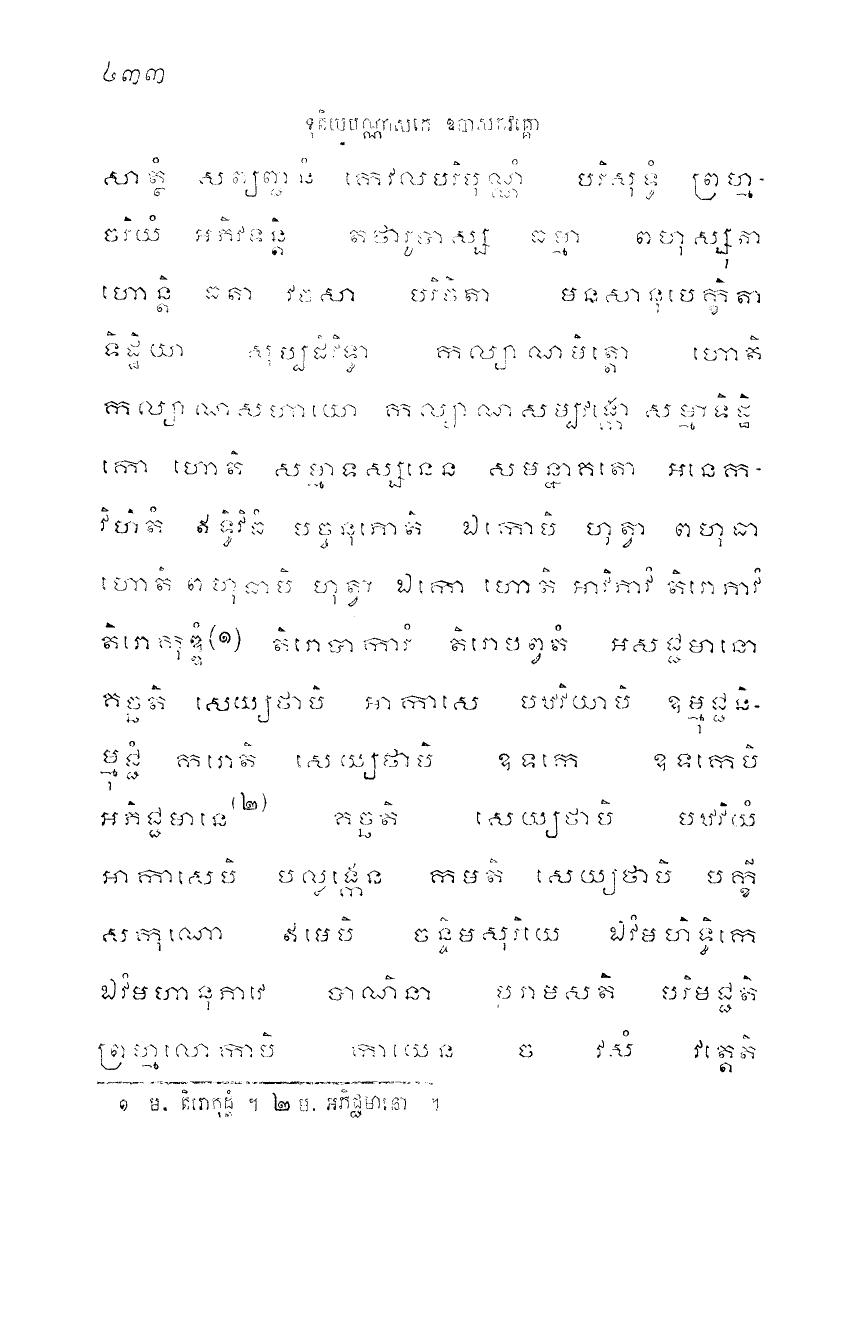 ៤៣៣
ទុតិយបណ្ណាសកេ ឧបាសកវគ្គោ
សាត្ថំ សព្យញ្ជនំ កេវលបរិបុណ្ណំ បរិសុទ្ធំ ព្រហ្ម-
ចរិយំ អភិវទន្តិ តថារូបាស្ស ធម្មា ពហុស្សុតា
ហោន្តិ ធតា វចសា បរិចិតា មនសានុបេក្ខិតា
ទិដ្ឋិយា សុប្បដិវិទ្ធា កល្យាណមិត្តោ ហោតិ
កល្យាណសហាយោ កល្យាណសម្បវង្កោ សម្មាទិដ្ឋិ
កោ ហោតិ សម្មាទស្សនេន សមន្នាគតោ អនេក-
វិហិតំ ឥទ្ធិវិធំ បច្ចនុភោតិ ឯកោបិ ហុត្វា ពហុធា
ហោតិ ពហុធាបិ ហុត្វា ឯកោ ហោតិ អាវិភាវំ តិរោភាវំ
តិរោកុឌ្ឌំ(១) តិរោបាការំ តិរោបព្វតំ អសជ្ជមានោ
គច្ឆតិ សេយ្យថាបិ អាកាសេ បឋវិយាបិ ឧម្មុជ្ជនិ-
ម្មុជ្ជំ ករោតិ សេយ្យថាបិ ឧទកេ ឧទកេបិ
អភិជ្ជមានេ(២) គច្ឆតិ សេយ្យថាបិ បឋវិយំ
អាកាសេបិ បល្លង្កេន កមតិ សេយ្យថាបិ បក្ខី
សកុណោ ឥមេបិ ចន្ទិមសុរិយេ ឯវំមហិទ្ធិកេ
ឯវំមហានុភាវេ បាណិនា បរាមសតិ បរិមជ្ជតិ
ព្រហ្មលោកាបិ កាយេន ច វសំ វត្តេតិ
១ ម. តិរោកុដ្ដំ ។ ២ ម. អភិជ្ជមានោ ។